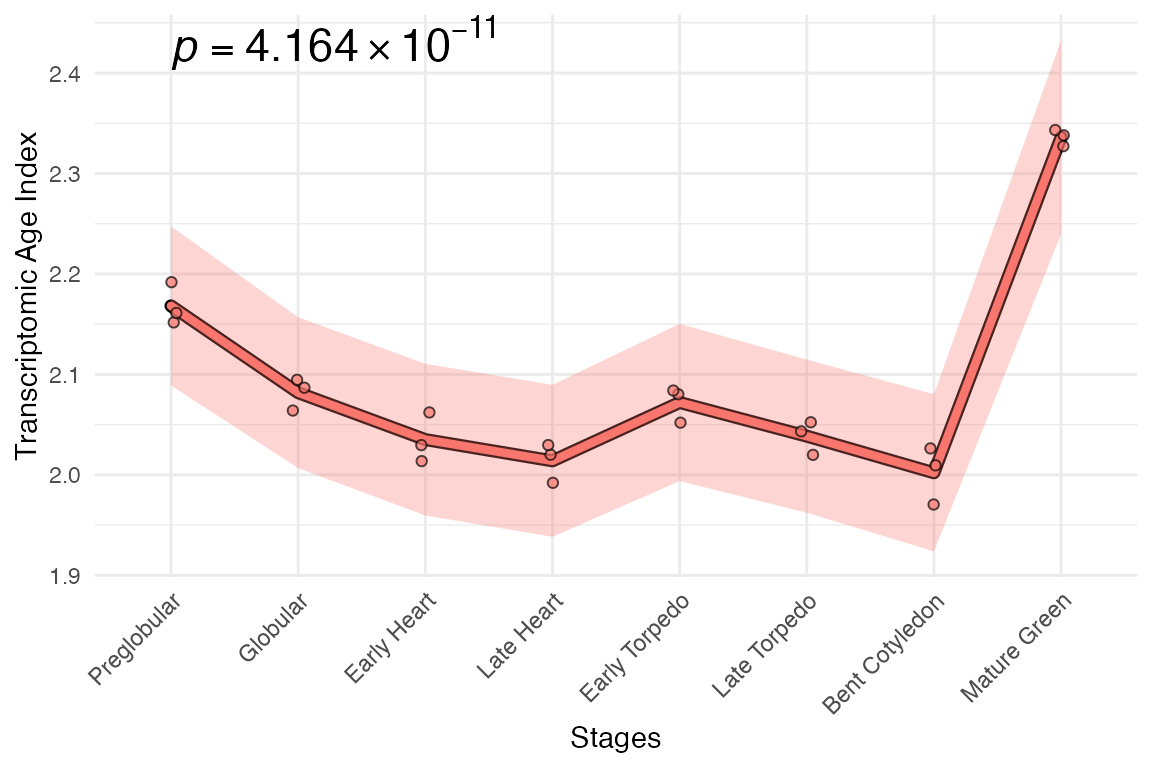 p = 4.164 × 10⁻¹¹
Transcriptomic Age Index
2.4
2.3
2.2
2.1
2.0
1.9
Preglobular
Globular
Early Heart
Late Heart
Early Torpedo
Late Torpedo
Bent Cotyledon
Mature Green
Stages